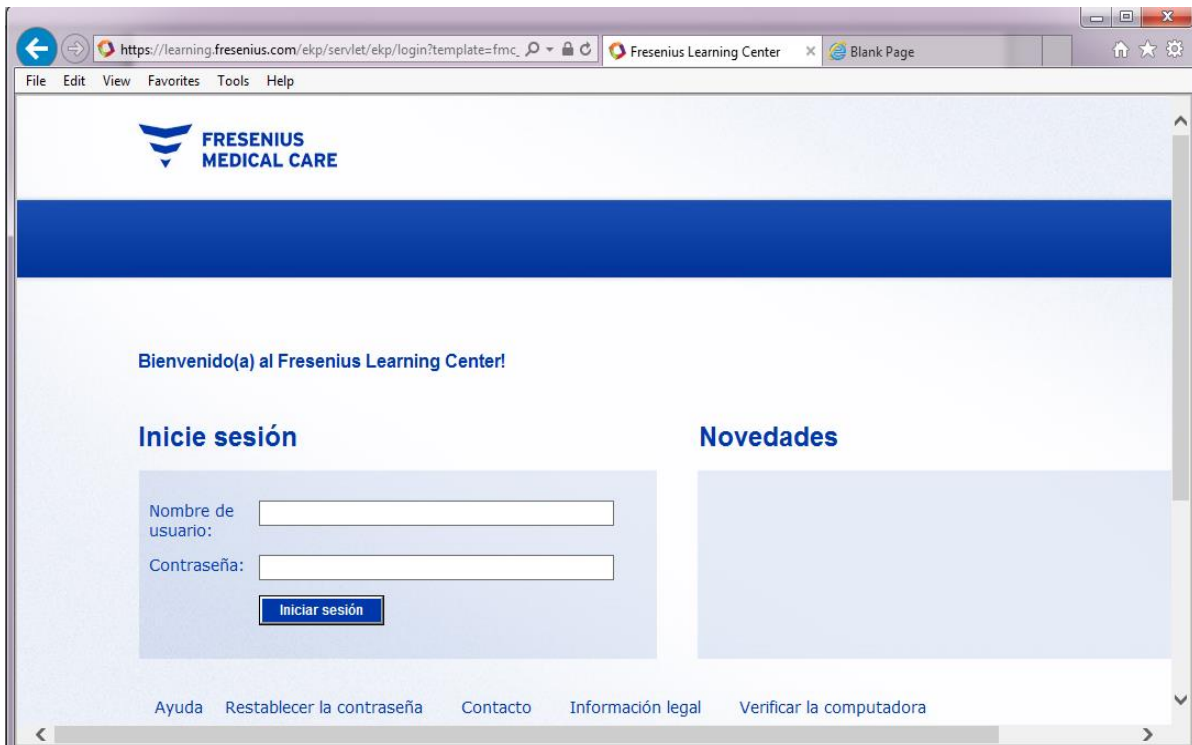 https://learning.fresenius.com/ekp/servlet/ekp/login?template=fmc_
Fresenius Learning Center
Blank Page
File Edit View Favorites Tools Help
FRESENIUS
MEDICAL CARE
Bienvenido(a) al Fresenius Learning Center!
Inicie sesión
Novedades
Nombre de
usuario:
Contraseña:
Iniciar sesión
Ayuda Restablecer la contraseña Contacto Información legal Verificar la computadora